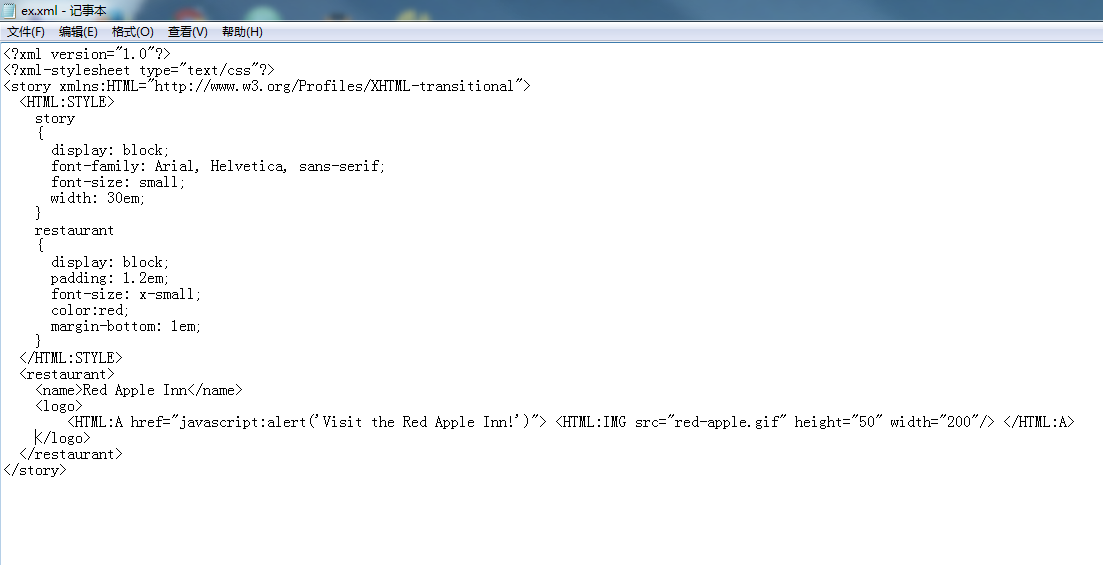 ex.xml - 记事本
文件(F) 编辑(E) 格式(O) 查看(V) 帮助(H)
<?xml version="1.0"?>
<?xml-stylesheet type="text/css"?>
<story xmlns:HTML="http://www.w3.org/Profiles/XHTML-transitional">
  <HTML:STYLE>
    story
    {
      display: block;
      font-family: Arial, Helvetica, sans-serif;
      font-size: small;
      width: 30em;
    }
    restaurant
    {
      display: block;
      padding: 1.2em;
      font-size: x-small;
      color:red;
      margin-bottom: 1em;
    }
  </HTML:STYLE>
  <restaurant>
    <name>Red Apple Inn</name>
    <logo>
        <HTML:A href="javascript:alert('Visit the Red Apple Inn!')"> <HTML:IMG src="red-apple.gif" height="50" width="200"/> </HTML:A>
    </logo>
  </restaurant>
</story>